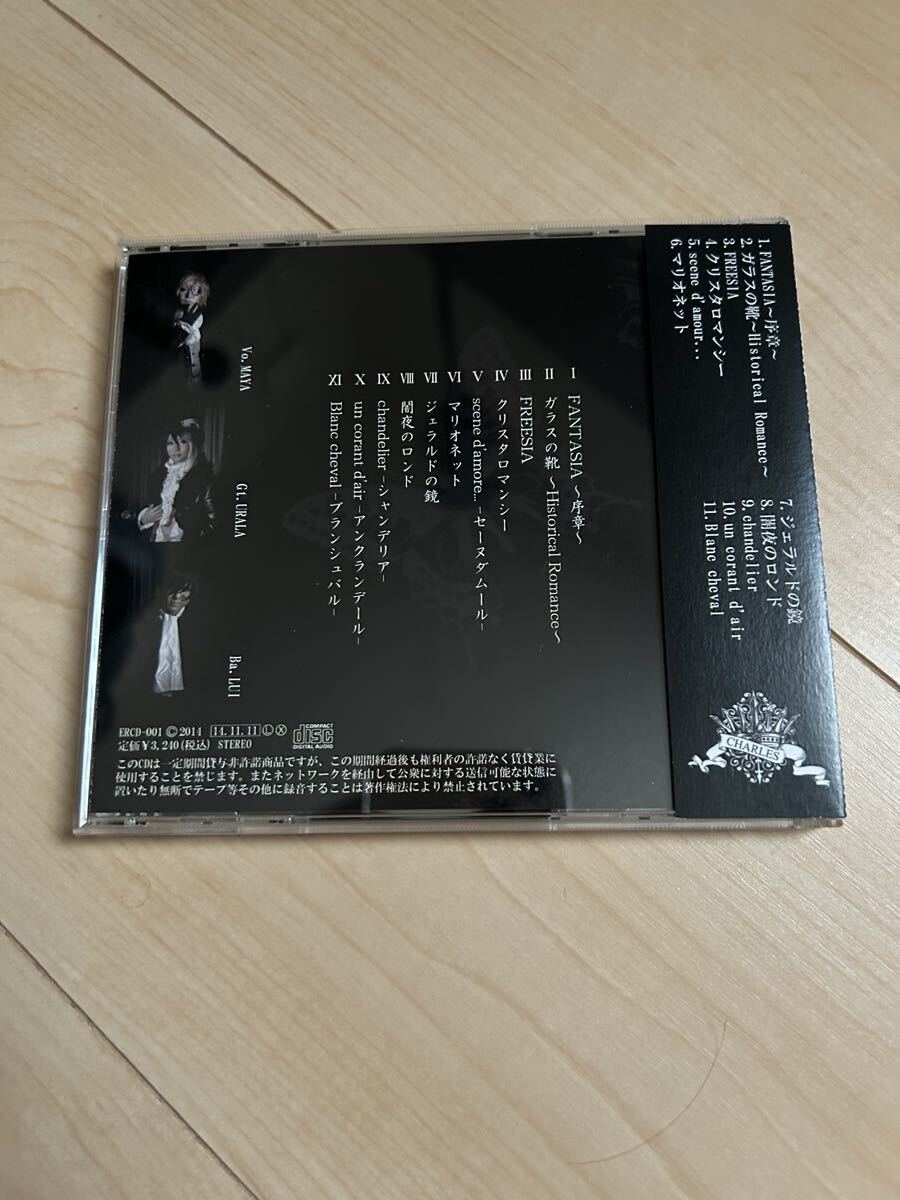 Vo. MAYA
Gt. URALA
Ba. LUI
I FANTASIA ～序章～
II ガラスの靴 ～Historical Romance～
III FREESIA
IV クリスタロマンシー
V scene d'amore... －セーヌダムール－
VI マリオネット
VII ジェラルドの鏡
VIII 闇夜のロンド
IX chandelier －シャンデリア－
X un corant d'air －アンクランデール－
XI Blanc cheval －ブランシュバル－
ERCD-001 Ⓒ2014 14.11.11 Ⓛ Ⓧ
定価¥3,240(税込) STEREO
COMPACT
disc
DIGITAL AUDIO
このCDは一定期間貸与非許諾商品ですが、この期間経過後も権利者の許諾なく賃貸業に
使用することを禁じます。またネットワークを経由して公衆に対する送信可能な状態に
置いたり無断でテープ等その他に録音することは著作権法により禁止されています。
1. FANTASIA～序章～
2. ガラスの靴～Historical Romance～
3. FREESIA
4. クリスタロマンシー
5. scene d'amour...
6. マリオネット
7. ジェラルドの鏡
8. 闇夜のロンド
9. chandelier
10. un corant d'air
11. Blanc cheval
CHARLES